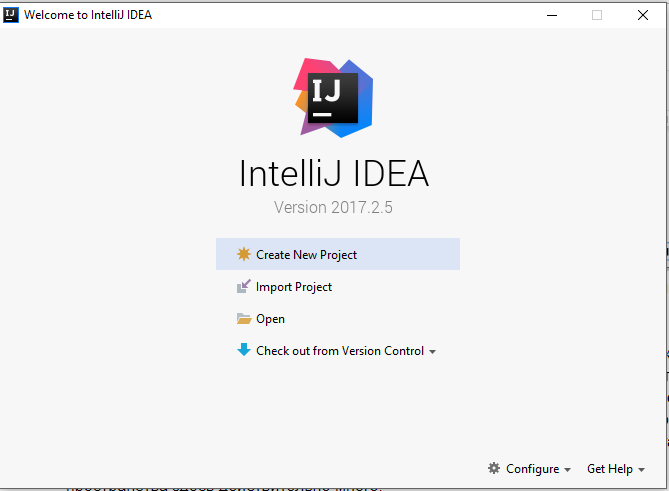 Welcome to IntelliJ IDEA
IJ
IntelliJ IDEA
Version 2017.2.5
Create New Project
Import Project
Open
Check out from Version Control
Configure
Get Help